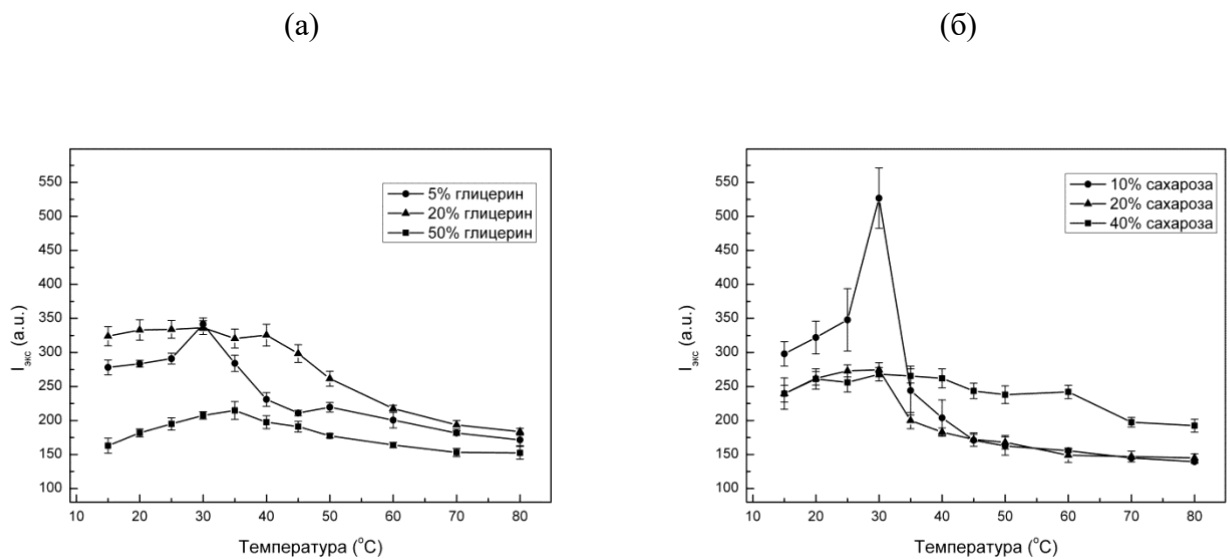 (а)
(б)
550
500
450
400
350
300
250
200
150
100
10 20 30 40 50 60 70 80
I экс (a.u.)
Температура (°C)
5% глицерин
20% глицерин
50% глицерин
550
500
450
400
350
300
250
200
150
100
10 20 30 40 50 60 70 80
I экс (a.u.)
Температура (°C)
10% сахароза
20% сахароза
40% сахароза